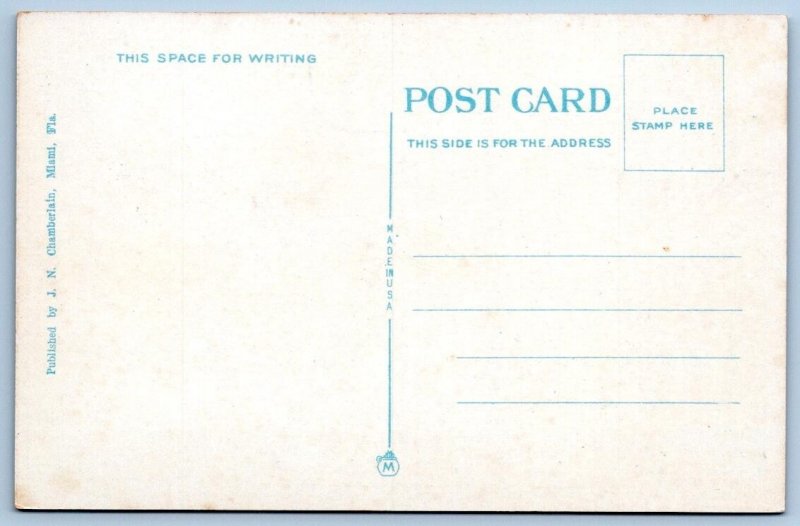 THIS SPACE FOR WRITING
Published by J. N. Chamberlain, Miami, Fla.
MADE IN USA
M
POST CARD
THIS SIDE IS FOR THE ADDRESS
PLACE
STAMP HERE